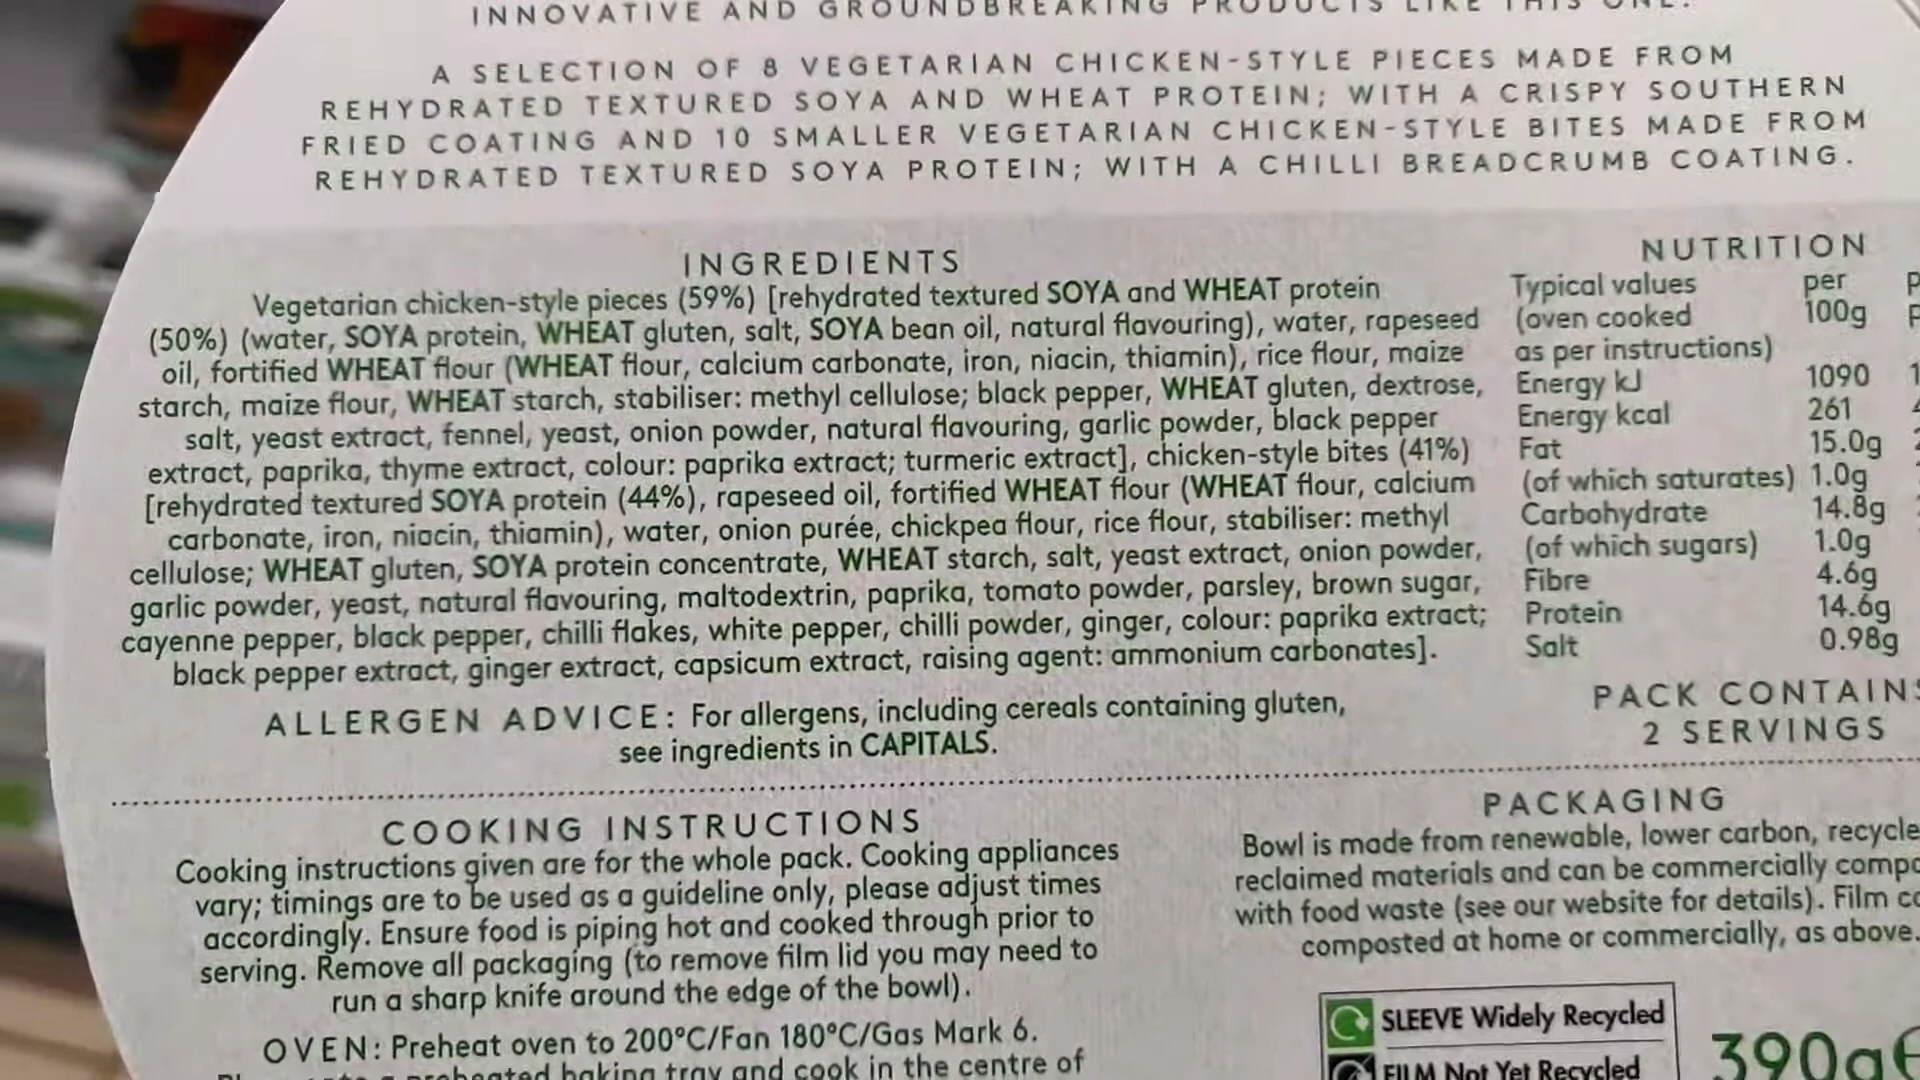 INNOVATIVE AND GROUNDBREAKING PRODUCTS LIKE THIS ONE.
A SELECTION OF 8 VEGETARIAN CHICKEN-STYLE PIECES MADE FROM
REHYDRATED TEXTURED SOYA AND WHEAT PROTEIN; WITH A CRISPY SOUTHERN
FRIED COATING AND 10 SMALLER VEGETARIAN CHICKEN-STYLE BITES MADE FROM
REHYDRATED TEXTURED SOYA PROTEIN; WITH A CHILLI BREADCRUMB COATING.
INGREDIENTS
Vegetarian chicken-style pieces (59%) [rehydrated textured SOYA and WHEAT protein
(50%) (water, SOYA protein, WHEAT gluten, salt, SOYA bean oil, natural flavouring), water, rapeseed
oil, fortified WHEAT flour (WHEAT flour, calcium carbonate, iron, niacin, thiamin), rice flour, maize
starch, maize flour, WHEAT starch, stabiliser: methyl cellulose; black pepper, WHEAT gluten, dextrose,
salt, yeast extract, fennel, yeast, onion powder, natural flavouring, garlic powder, black pepper
extract, paprika, thyme extract, colour: paprika extract; turmeric extract], chicken-style bites (41%)
[rehydrated textured SOYA protein (44%), rapeseed oil, fortified WHEAT flour (WHEAT flour, calcium
carbonate, iron, niacin, thiamin), water, onion purée, chickpea flour, rice flour, stabiliser: methyl
cellulose; WHEAT gluten, SOYA protein concentrate, WHEAT starch, salt, yeast extract, onion powder,
garlic powder, yeast, natural flavouring, maltodextrin, paprika, tomato powder, parsley, brown sugar,
cayenne pepper, black pepper, chilli flakes, white pepper, chilli powder, ginger, colour: paprika extract;
black pepper extract, ginger extract, capsicum extract, raising agent: ammonium carbonates].
ALLERGEN ADVICE: For allergens, including cereals containing gluten,
see ingredients in CAPITALS.
NUTRITION
Typical values per
(oven cooked 100g
as per instructions)
Energy kJ 1090
Energy kcal 261
Fat 15.0g
(of which saturates) 1.0g
Carbohydrate 14.8g
(of which sugars) 1.0g
Fibre 4.6g
Protein 14.6g
Salt 0.98g
PACK CONTAINS
2 SERVINGS
COOKING INSTRUCTIONS
Cooking instructions given are for the whole pack. Cooking appliances
vary; timings are to be used as a guideline only, please adjust times
accordingly. Ensure food is piping hot and cooked through prior to
serving. Remove all packaging (to remove film lid you may need to
run a sharp knife around the edge of the bowl).
OVEN: Preheat oven to 200°C/Fan 180°C/Gas Mark 6.
preheated baking tray and cook in the centre of
PACKAGING
Bowl is made from renewable, lower carbon,
reclaimed materials and can be commercially
with food waste (see our website for details). Film
composted at home or commercially, as above.
SLEEVE Widely Recycled
FILM Not Yet Recycled
390g